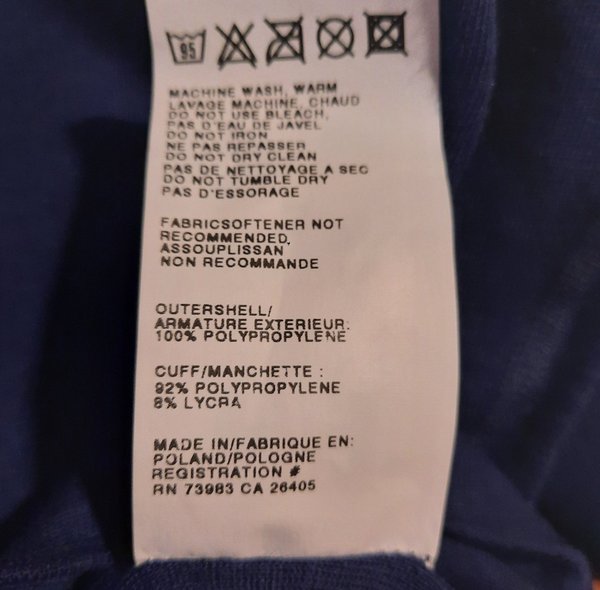 95
MACHINE WASH, WARM
LAVAGE MACHINE, CHAUD
DO NOT USE BLEACH,
PAS D'EAU DE JAVEL
DO NOT IRON
NE PAS REPASSER
DO NOT DRY CLEAN
PAS DE NETTOYAGE A SEC
DO NOT TUMBLE DRY
PAS D'ESSORAGE
FABRICSOFTENER NOT
RECOMMENDED,
ASSOUPLISSAN
NON RECOMMANDE
OUTERSHELL/
ARMATURE EXTERIEUR:
100% POLYPROPYLENE
CUFF/MANCHETTE :
92% POLYPROPYLENE
8% LYCRA
MADE IN/FABRIQUE EN:
POLAND/POLOGNE
REGISTRATION #
RN 73983 CA 26405